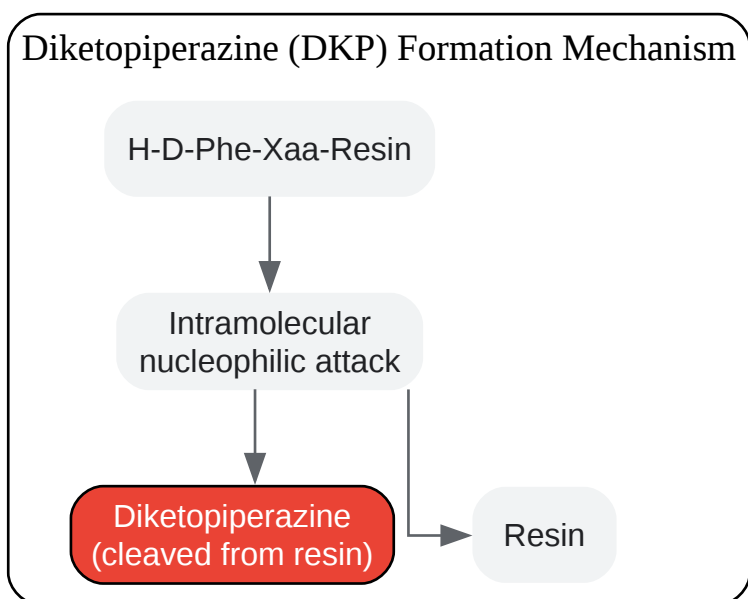 Diketopiperazine (DKP) Formation Mechanism
H-D-Phe-Xaa-Resin
Intramolecular
nucleophilic attack
Diketopiperazine
(cleaved from resin)
Resin